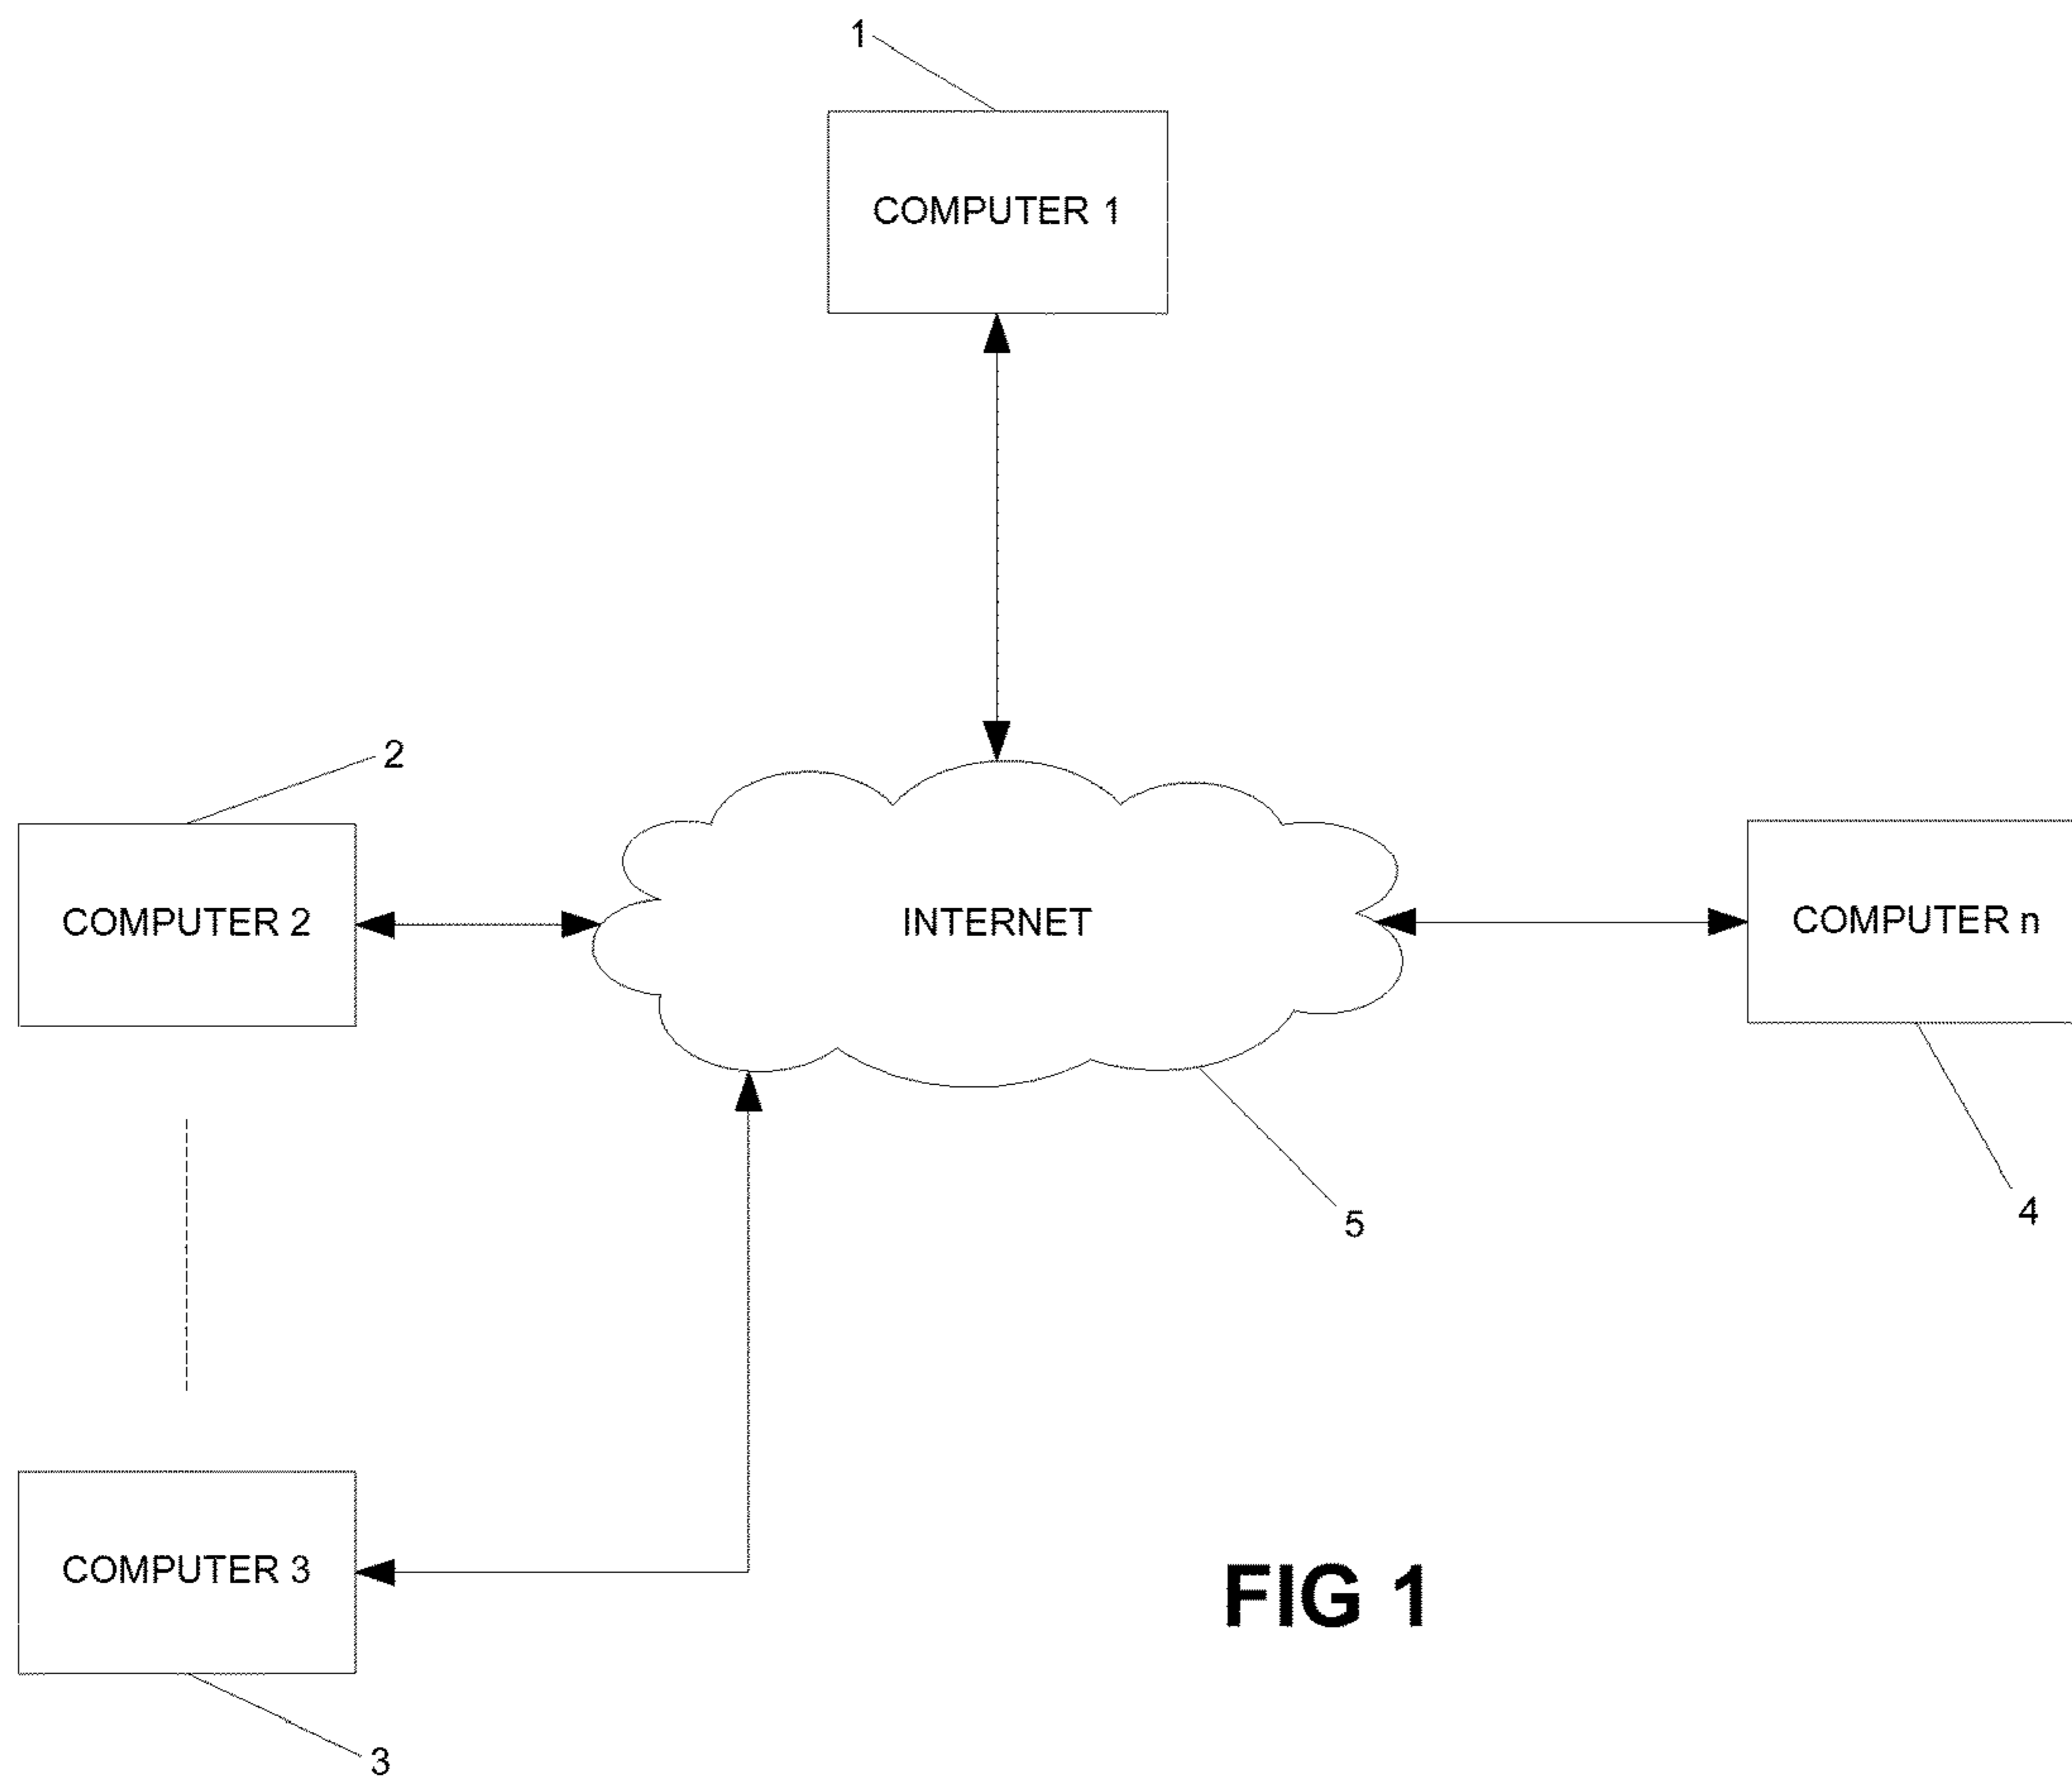 1
COMPUTER 1
2
COMPUTER 2
INTERNET
COMPUTER n
5
4
COMPUTER 3
FIG 1
3